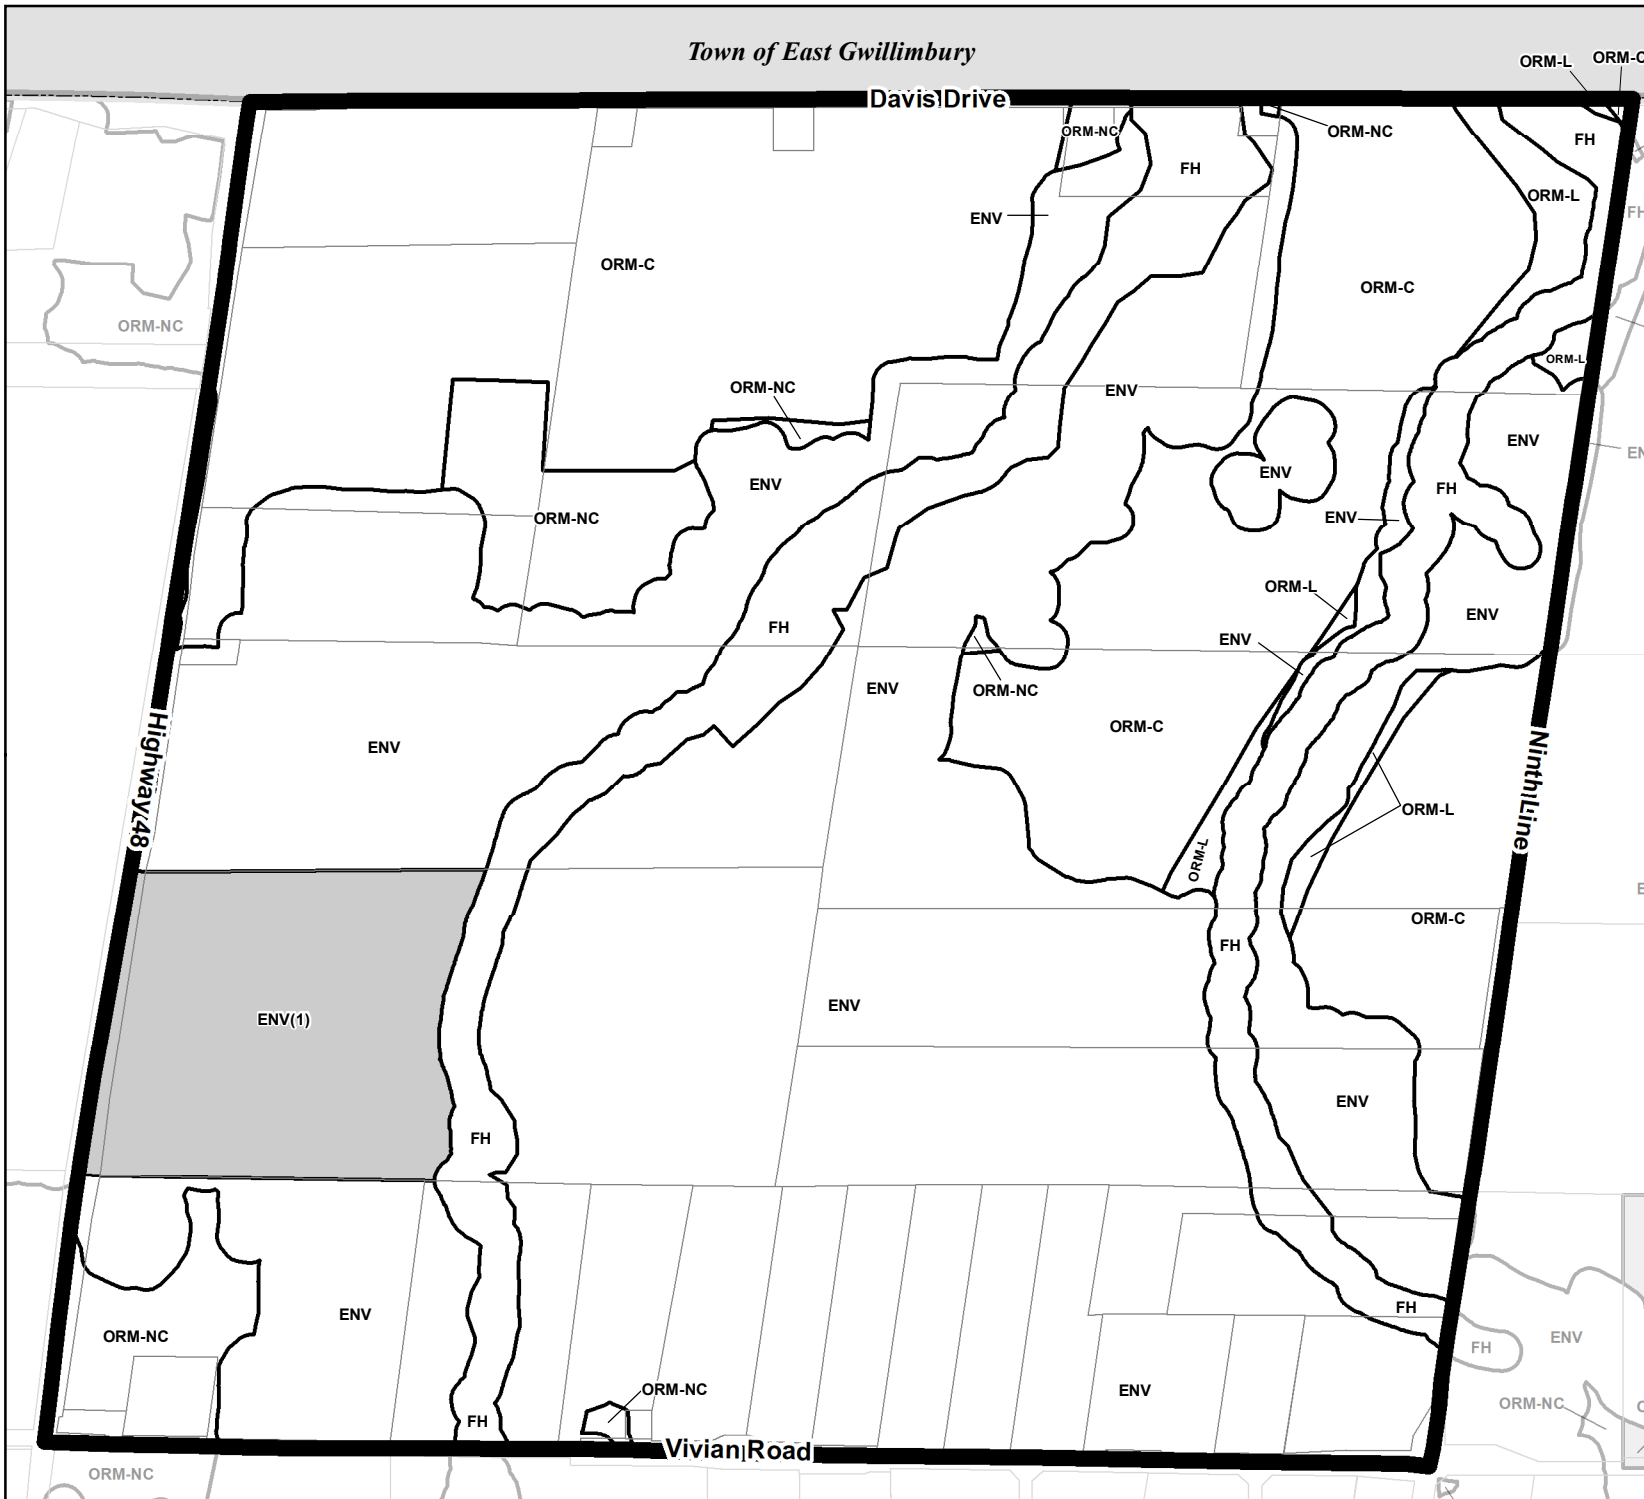 Town of East Gwillimbury
ORM-L
ORM-C
Davis Drive
ORM-NC
ORM-NC
FH
FH
ORM-L
FH
ENV
ORM-C
ORM-C
ORM-NC
ORM-L
ORM-NC
ENV
ENV
EN
ENV
ENV
FH
ORM-NC
ENV
ORM-L
ENV
FH
ENV
ENV
ORM-NC
ORM-C
ENV
Highway 48
Ninth Line
ORM-L
ORM-L
E
ORM-C
FH
ENV
ENV(1)
ENV
FH
FH
ENV
ORM-NC
ENV
FH
ENV
ORM-NC
ORM-NC
FH
Vivian Road
ORM-NC